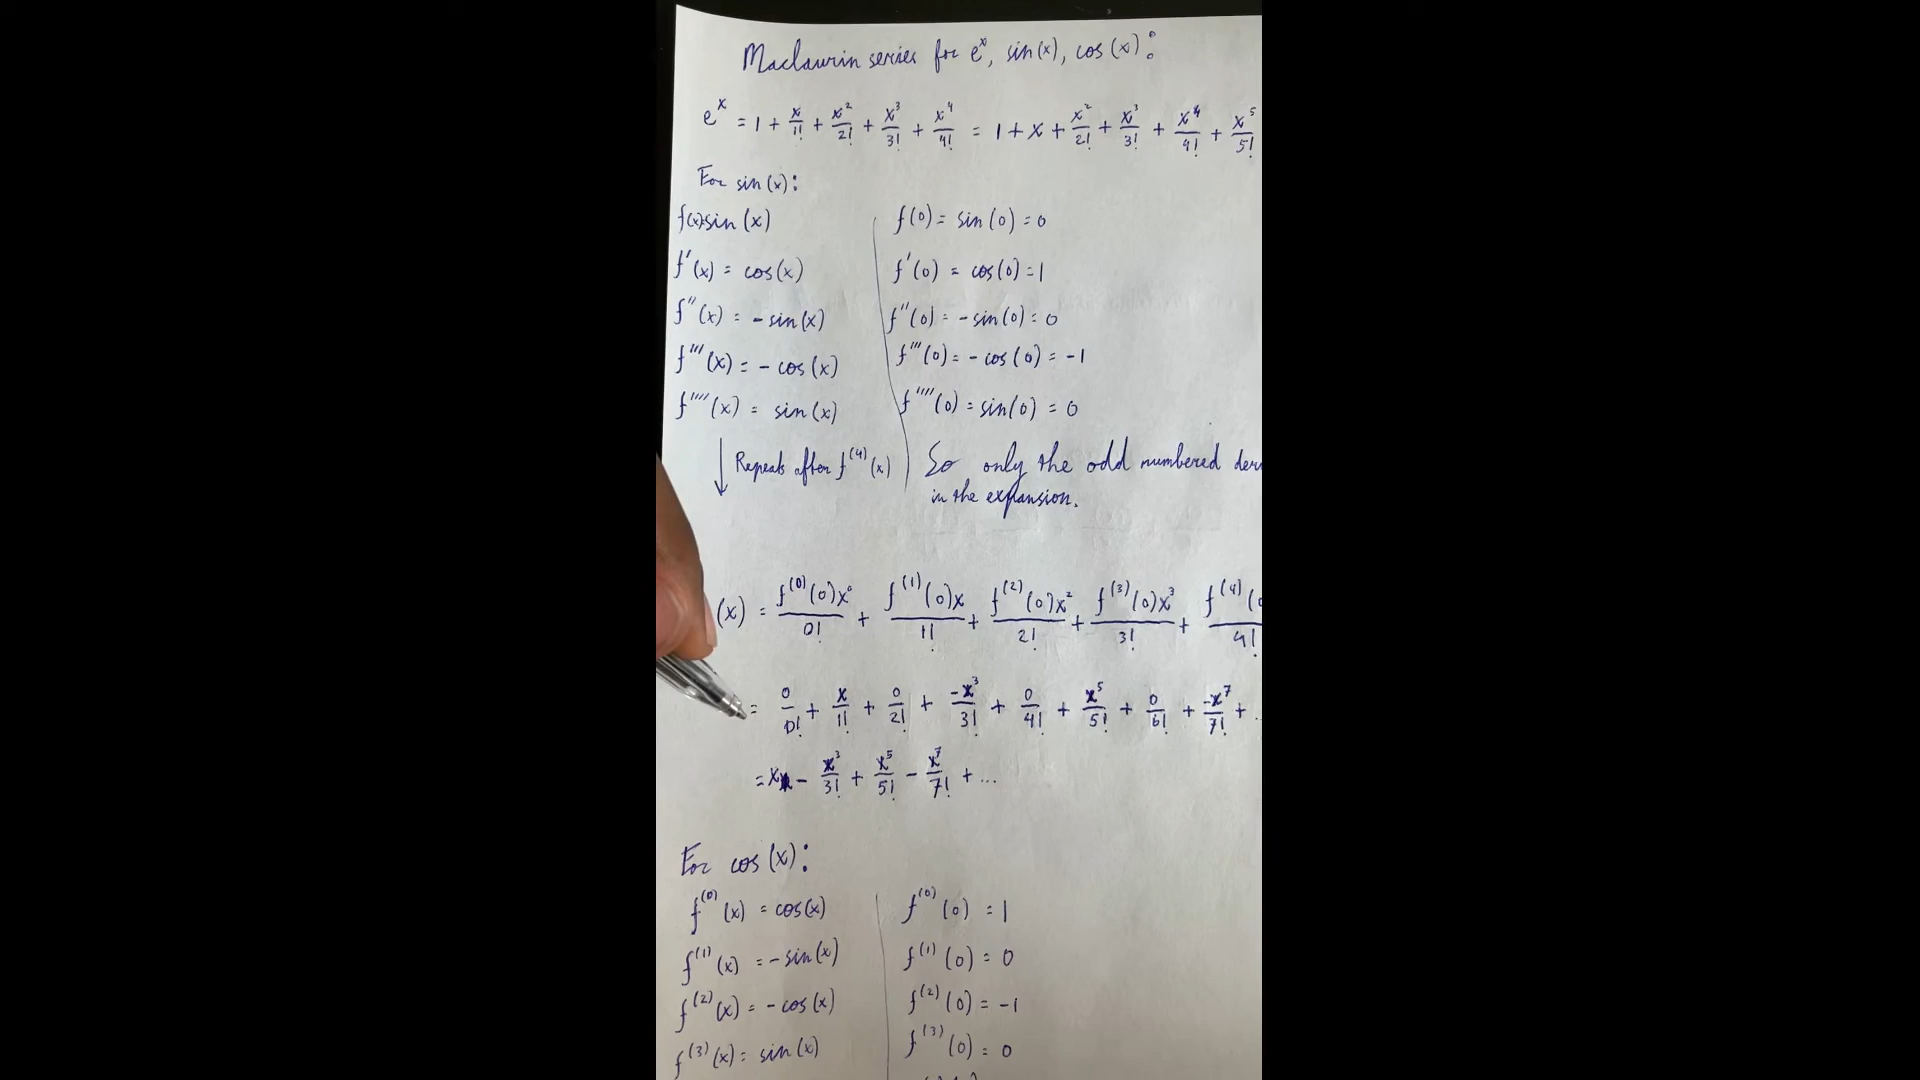 Maclaurin series for e^x, sin(x), cos(x):
e^x = 1 + x/1! + x^2/2! + x^3/3! + x^4/4! = 1 + x + x^2/2! + x^3/3! + x^4/4! + x^5/5!
For sin(x):
f(x)sin(x)
f'(x) = cos(x)
f''(x) = -sin(x)
f'''(x) = -cos(x)
f''''(x) = sin(x)
Repeats after f^(4)(x)
f(0) = sin(0) = 0
f'(0) = cos(0) = 1
f''(0) = -sin(0) = 0
f'''(0) = -cos(0) = -1
f''''(0) = sin(0) = 0
So only the odd numbered
in the expansion.
(x) = f^(0)(0)x^0/0! + f^(1)(0)x/1! + f^(2)(0)x^2/2! + f^(3)(0)x^3/3! + f^(4)(0/4!
= 0/0! + x/1! + 0/2! + -x^3/3! + 0/4! + x^5/5! + 0/6! + -x^7/7! + ..
= x - x^3/3! + x^5/5! - x^7/7! + ...
For cos(x):
f^(0)(x) = cos(x)
f^(1)(x) = -sin(x)
f^(2)(x) = -cos(x)
f^(3)(x) = sin(x)
f^(0)(0) = 1
f^(1)(0) = 0
f^(2)(0) = -1
f^(3)(0) = 0